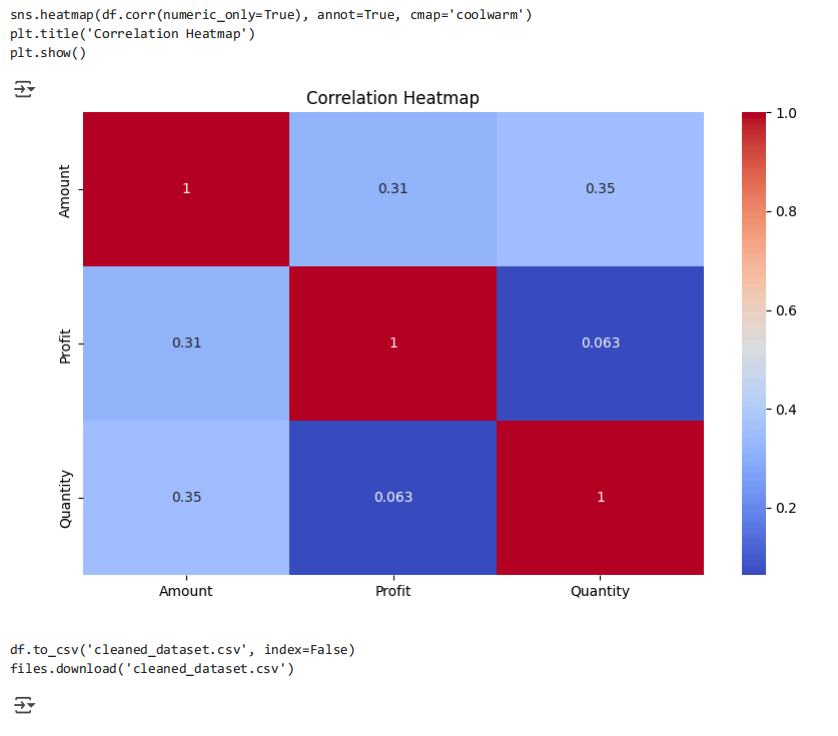 sns.heatmap(df.corr(numeric_only=True), annot=True, cmap='coolwarm')
plt.title('Correlation Heatmap')
plt.show()
Correlation Heatmap
Amount
1
0.31
0.35
Profit
0.31
1
0.063
Quantity
0.35
0.063
1
Amount
Profit
Quantity
1.0
0.8
0.6
0.4
0.2
df.to_csv('cleaned_dataset.csv', index=False)
files.download('cleaned_dataset.csv')